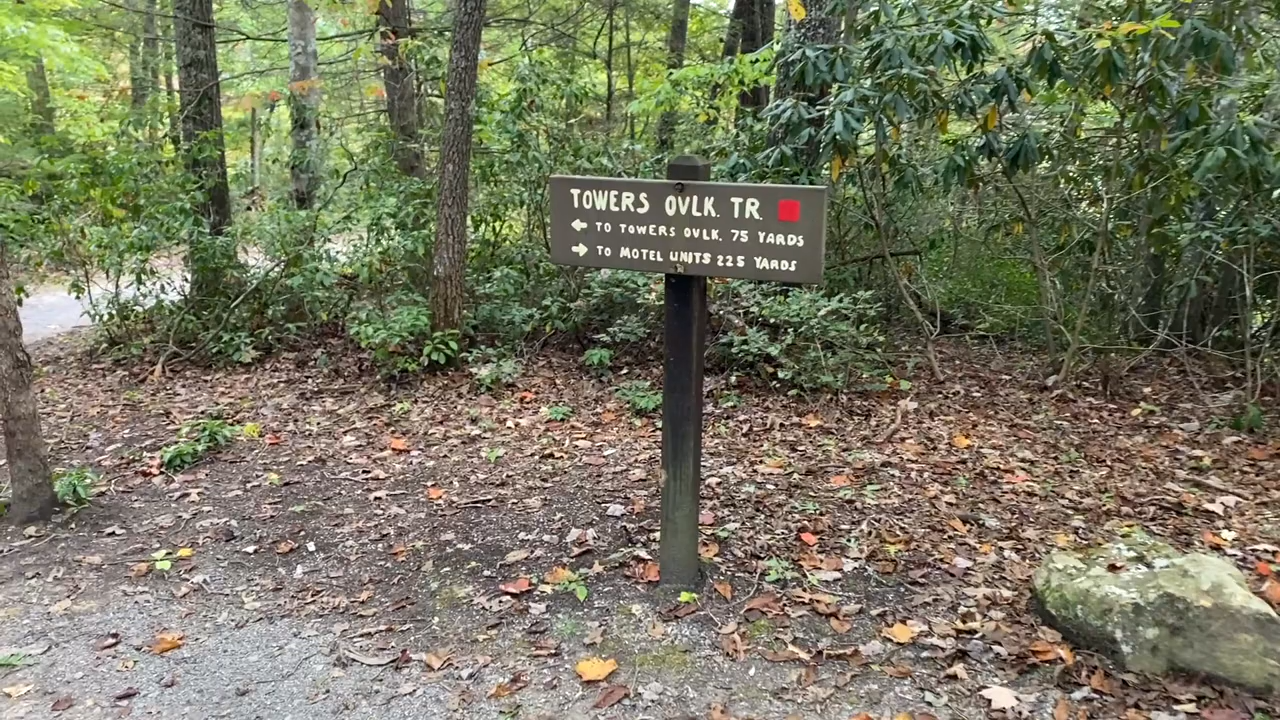 TOWERS OVLK. TR.
← TO TOWERS OVLK. 75 YARDS
→ TO MOTEL UNITS 225 YARDS